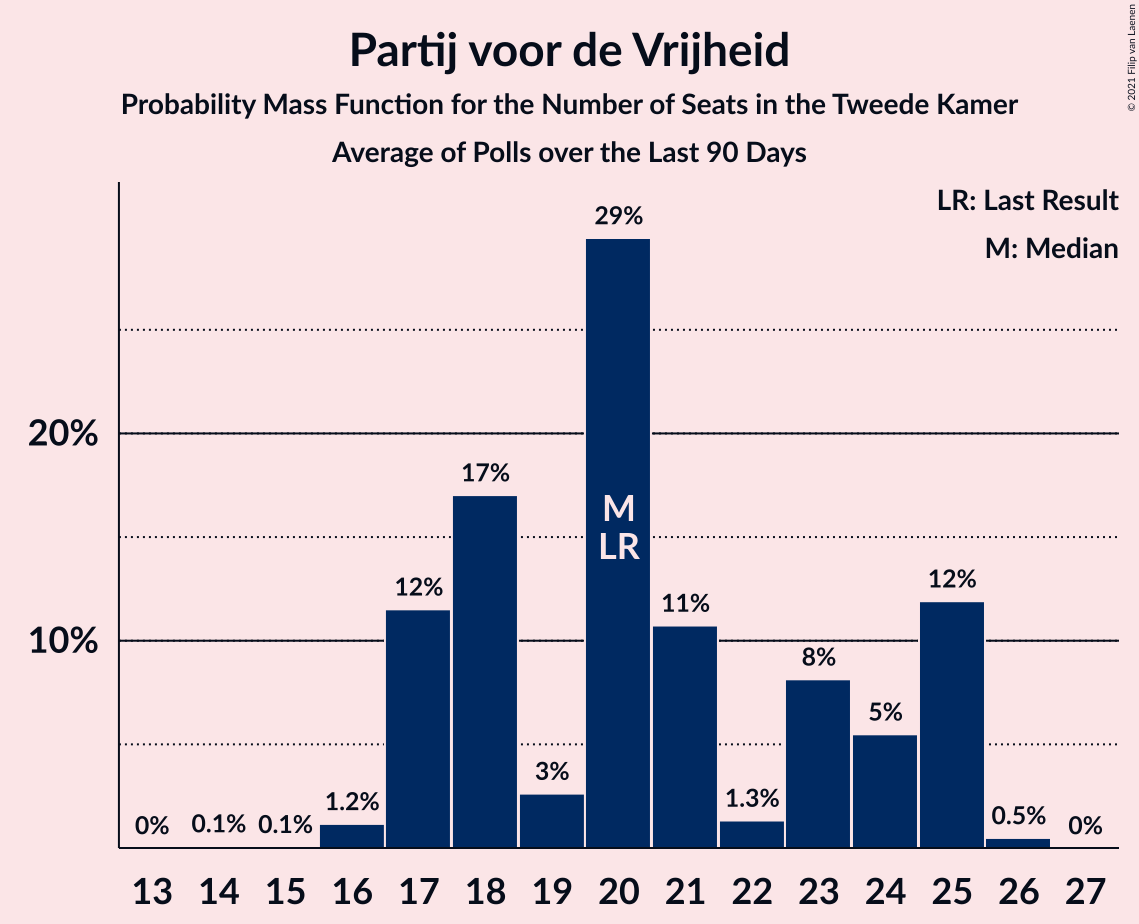 Partij voor de Vrijheid
Probability Mass Function for the Number of Seats in the Tweede Kamer
Average of Polls over the Last 90 Days
© 2021 Filip van Laenen
LR: Last Result
M: Median
20%
10%
0%
0.1%
0.1%
1.2%
12%
17%
3%
29%
11%
1.3%
8%
5%
12%
0.5%
0%
M
LR
13 14 15 16 17 18 19 20 21 22 23 24 25 26 27